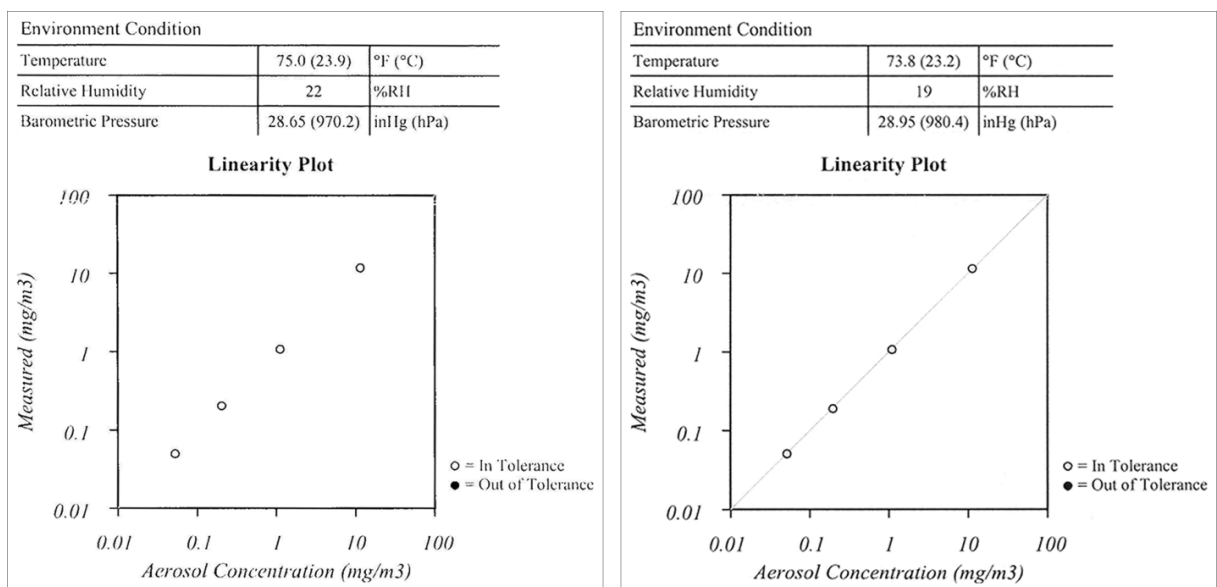 Environment Condition
Temperature 75.0 (23.9) °F (°C)
Relative Humidity 22 %RH
Barometric Pressure 28.65 (970.2) inHg (hPa)
Linearity Plot
100
10
1
0.1
0.01
Measured (mg/m3)
0.01 0.1 1 10 100
Aerosol Concentration (mg/m3)
○ = In Tolerance
● = Out of Tolerance
Environment Condition
Temperature 73.8 (23.2) °F (°C)
Relative Humidity 19 %RH
Barometric Pressure 28.95 (980.4) inHg (hPa)
Linearity Plot
100
10
1
0.1
0.01
Measured (mg/m3)
0.01 0.1 1 10 100
Aerosol Concentration (mg/m3)
○ = In Tolerance
● = Out of Tolerance